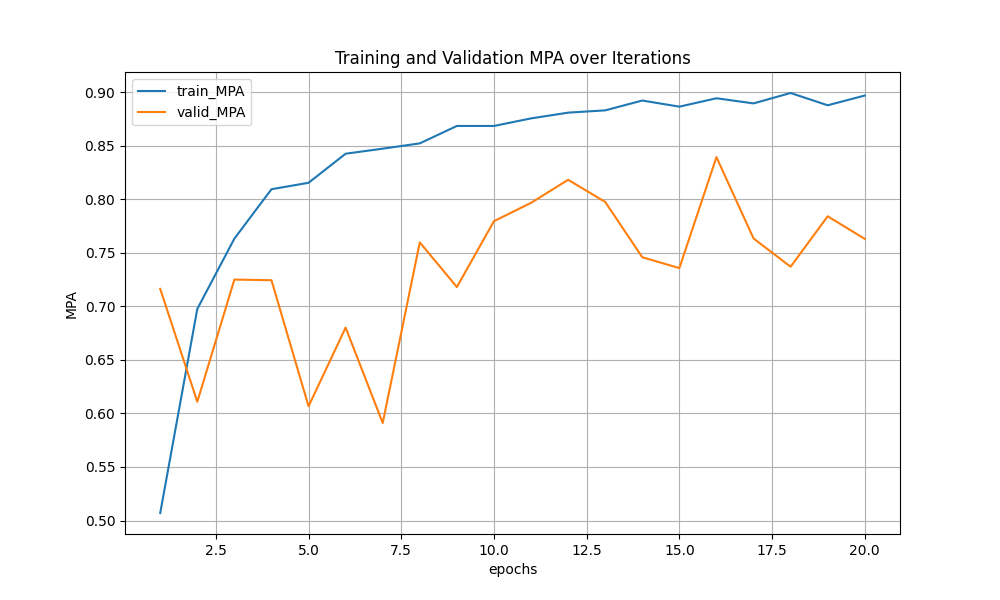 Training and Validation MPA over Iterations
train_MPA
valid_MPA
0.90
0.85
0.80
0.75
0.70
0.65
0.60
0.55
0.50
MPA
2.5 5.0 7.5 10.0 12.5 15.0 17.5 20.0
epochs